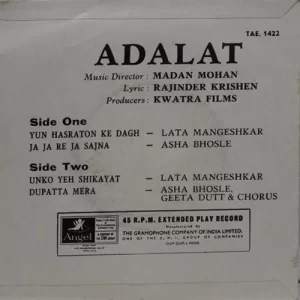 TAE. 1422
ADALAT
Music Director : MADAN MOHAN
Lyric : RAJINDER KRISHEN
Producers : KWATRA FILMS
Side One
YUN HASRATON KE DAGH — LATA MANGESHKAR
JA JA RE JA SAJNA — ASHA BHOSLE
Side Two
UNKO YEH SHIKAYAT — LATA MANGESHKAR
DUPATTA MERA — ASHA BHOSLE,
GEETA DUTT & CHORUS
Angel
45 R.P.M. EXTENDED PLAY RECORD
Manufactured by
THE GRAMOPHONE COMPANY OF INDIA LIMITED.
ONE OF THE E.M.I. GROUP OF COMPANIES